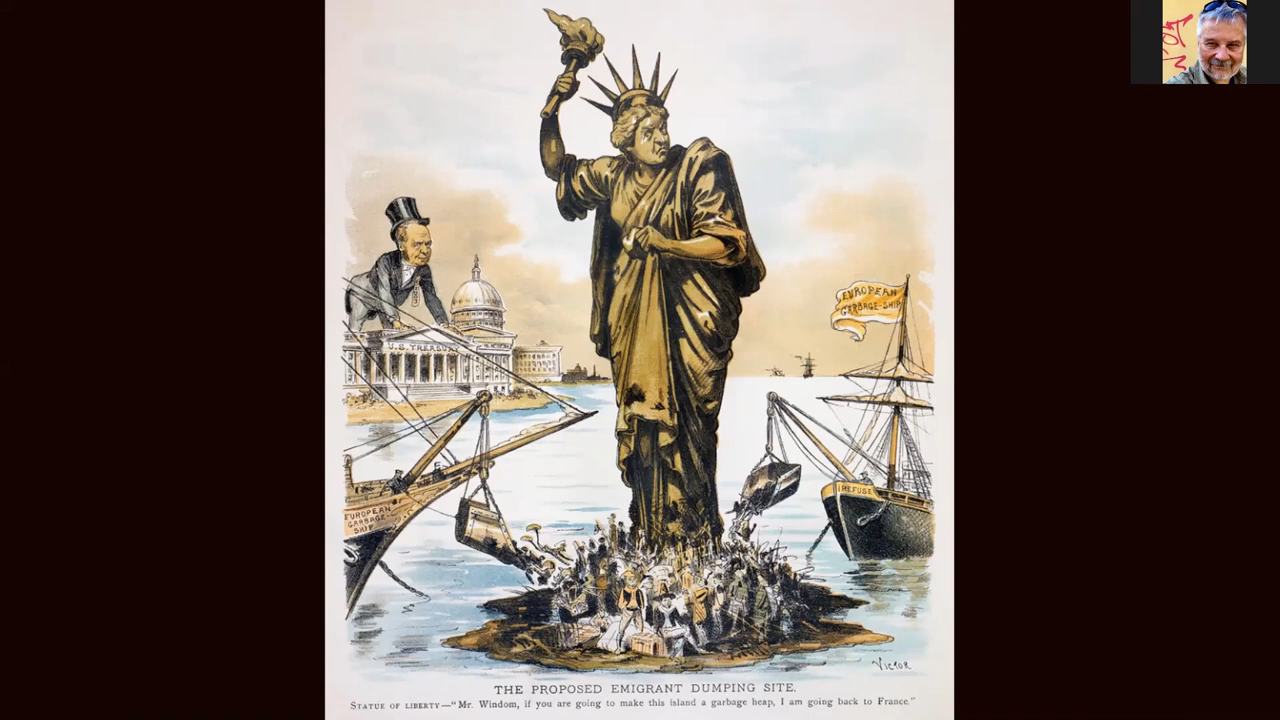 EUROPEAN
GARBAGE-SHIP
U.S. TREASURY
REFUSE
EUROPEAN
GARBAGE-
SHIP
VICTOR
THE PROPOSED EMIGRANT DUMPING SITE.
STATUE OF LIBERTY—"Mr. Windom, if you are going to make this island a garbage heap, I am going back to France."